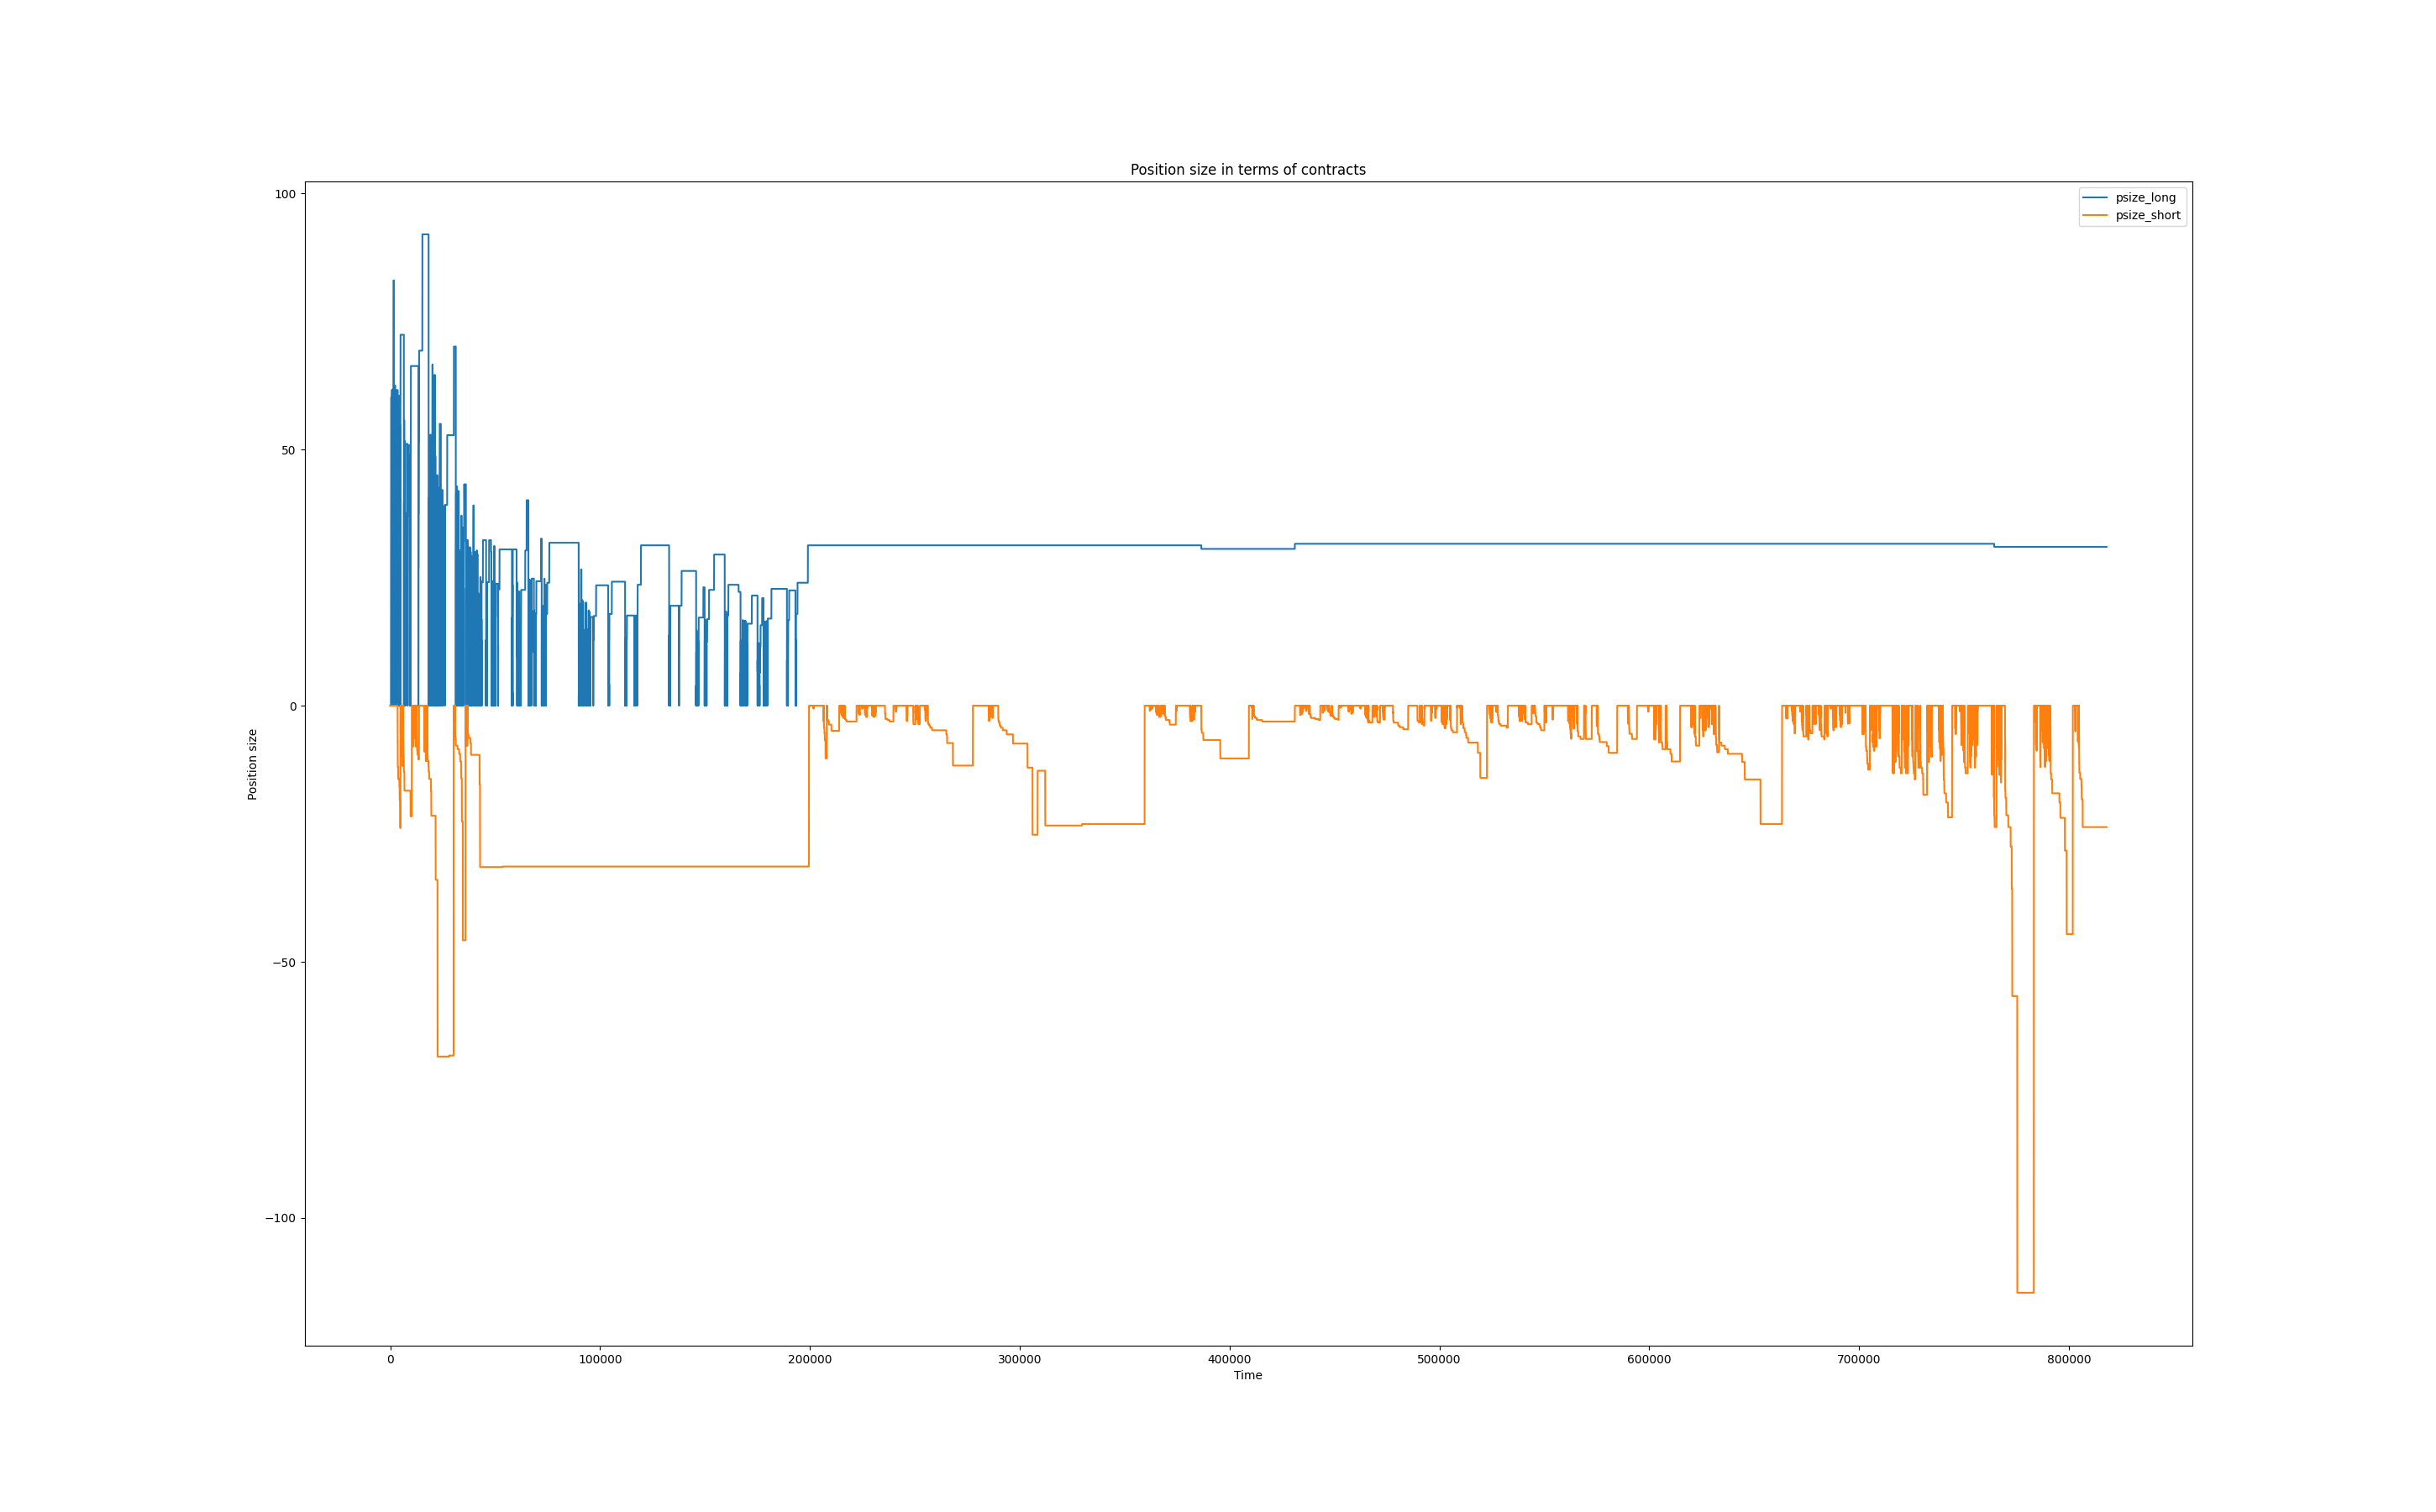 Position size in terms of contracts
psize_long
psize_short
Position size
100
50
0
−50
−100
0 100000 200000 300000 400000 500000 600000 700000 800000
Time